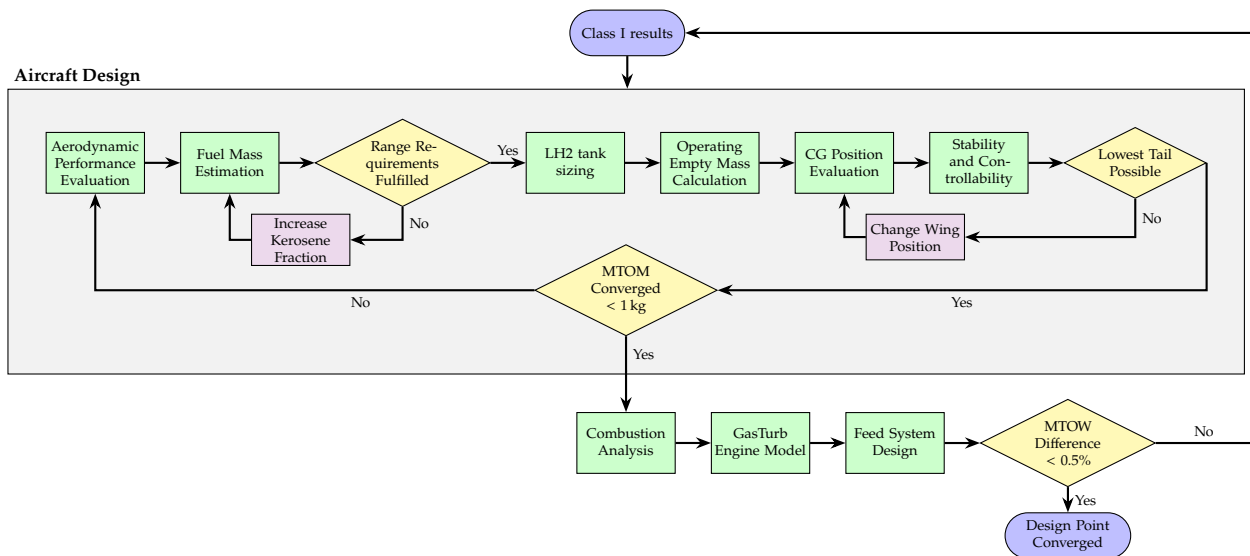 Class I results
Aircraft Design
Aerodynamic
Performance
Evaluation
Fuel Mass
Estimation
Range Re-
quirements
Fulfilled
Yes
LH2 tank
sizing
Operating
Empty Mass
Calculation
CG Position
Evaluation
Stability
and Con-
trollability
Lowest Tail
Possible
No
Increase
Kerosene
Fraction
No
Change Wing
Position
MTOM
Converged
< 1 kg
No
Yes
Yes
Combustion
Analysis
GasTurb
Engine Model
Feed System
Design
MTOW
Difference
< 0.5%
No
Yes
Design Point
Converged